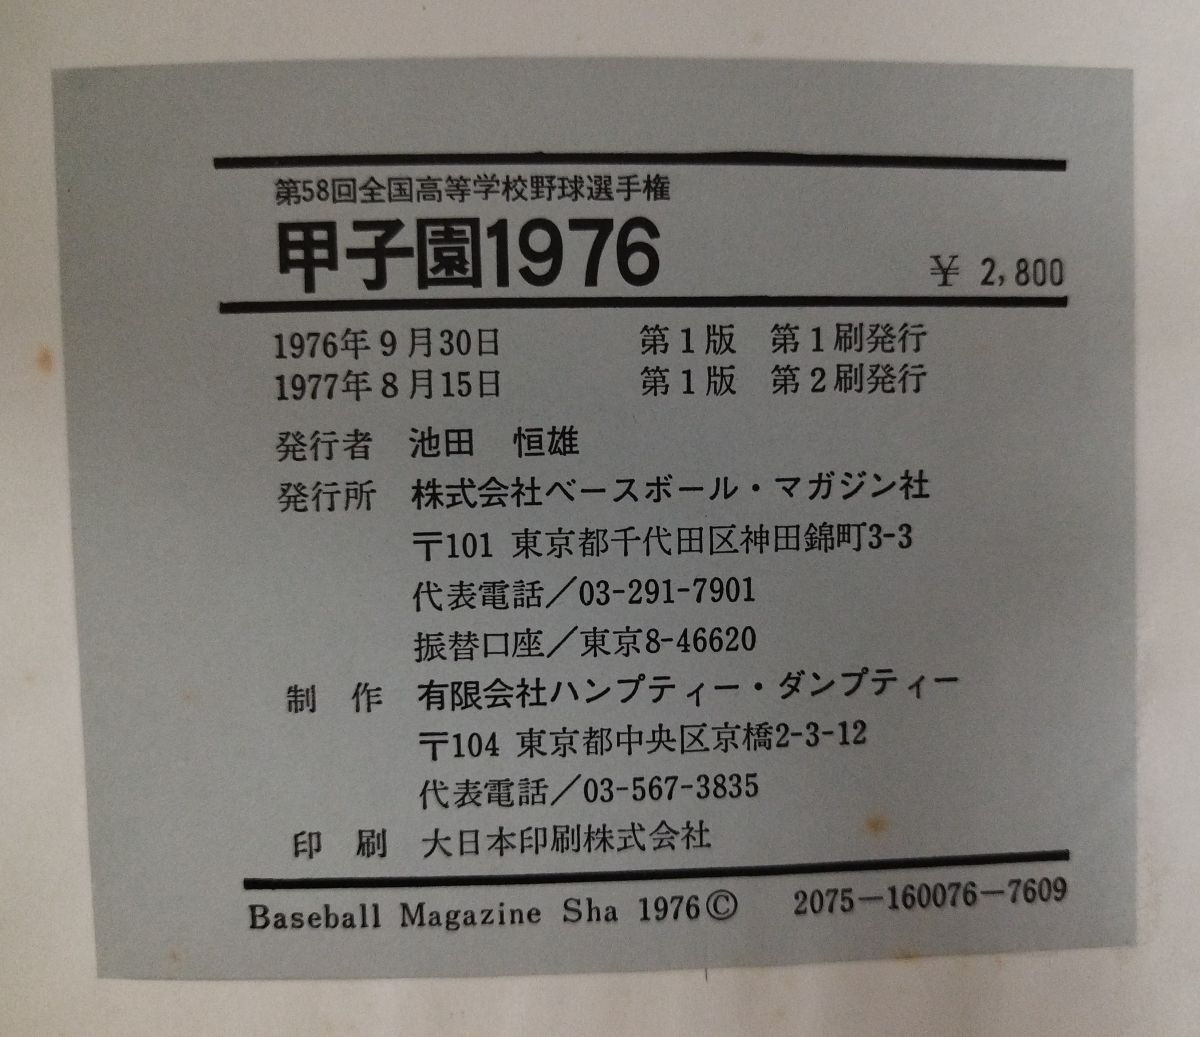 第58回全国高等学校野球選手権
甲子園1976 ¥ 2,800
1976年9月30日 第1版 第1刷発行
1977年8月15日 第1版 第2刷発行
発行者 池田 恒雄
発行所 株式会社ベースボール・マガジン社
〒101 東京都千代田区神田錦町3-3
代表電話／03-291-7901
振替口座／東京8-46620
制 作 有限会社ハンプティー・ダンプティー
〒104 東京都中央区京橋2-3-12
代表電話／03-567-3835
印 刷 大日本印刷株式会社
Baseball Magazine Sha 1976© 2075-160076-7609